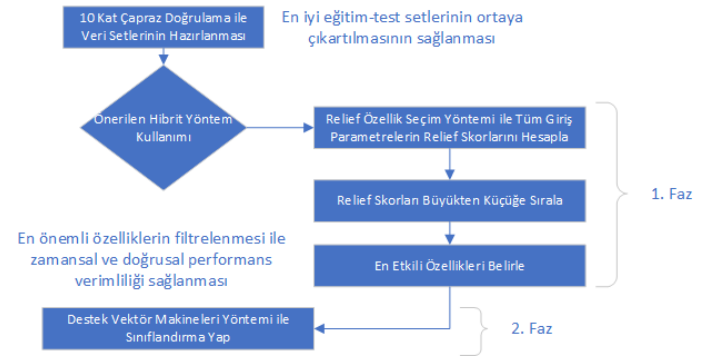 10 Kat Çapraz Doğrulama ile
Veri Setlerinin Hazırlanması
En iyi eğitim-test setlerinin ortaya
çıkartılmasının sağlanması
Önerilen Hibrit Yöntem
Kullanımı
Relief Özellik Seçim Yöntemi ile Tüm Giriş
Parametrelerin Relief Skorlarını Hesapla
Relief Skorları Büyükten Küçüğe Sırala
1. Faz
En önemli özelliklerin filtrelenmesi ile
zamansal ve doğrusal performans
verimliliği sağlanması
En Etkili Özellikleri Belirle
Destek Vektör Makineleri Yöntemi ile
Sınıflandırma Yap
2. Faz